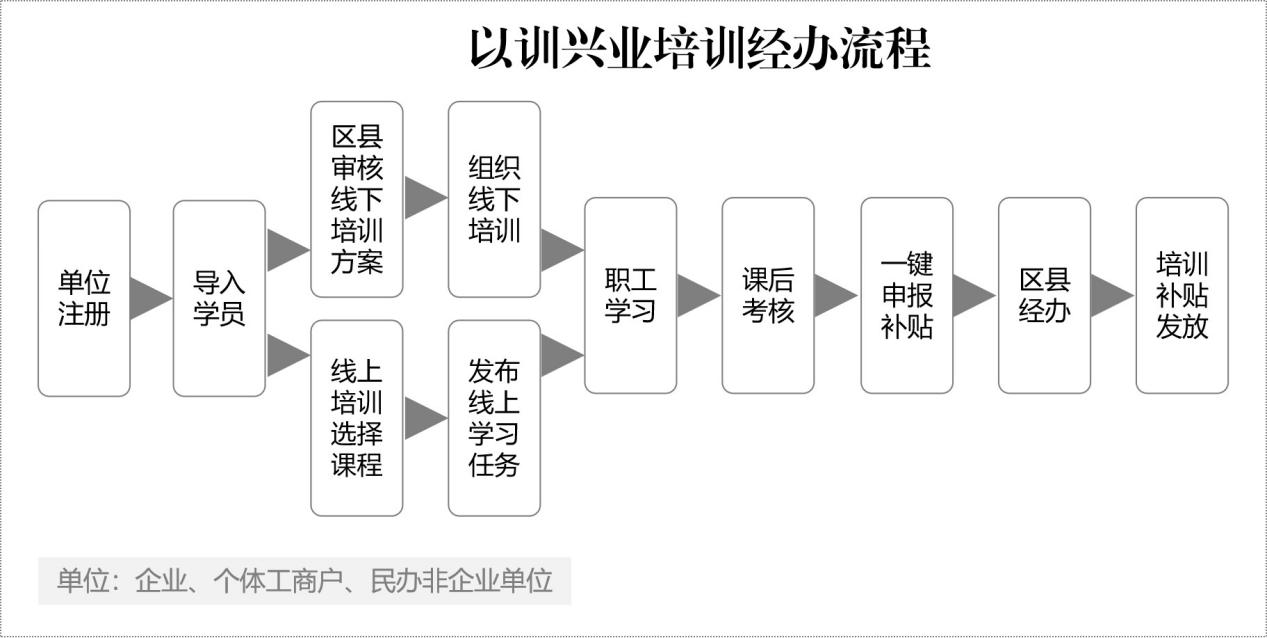 以训兴业培训经办流程
单位
注册
导入
学员
区县
审核
线下
培训
方案
组织
线下
培训
线上
培训
选择
课程
发布
线上
学习
任务
职工
学习
课后
考核
一键
申报
补贴
区县
经办
培训
补贴
发放
单位：企业、个体工商户、民办非企业单位